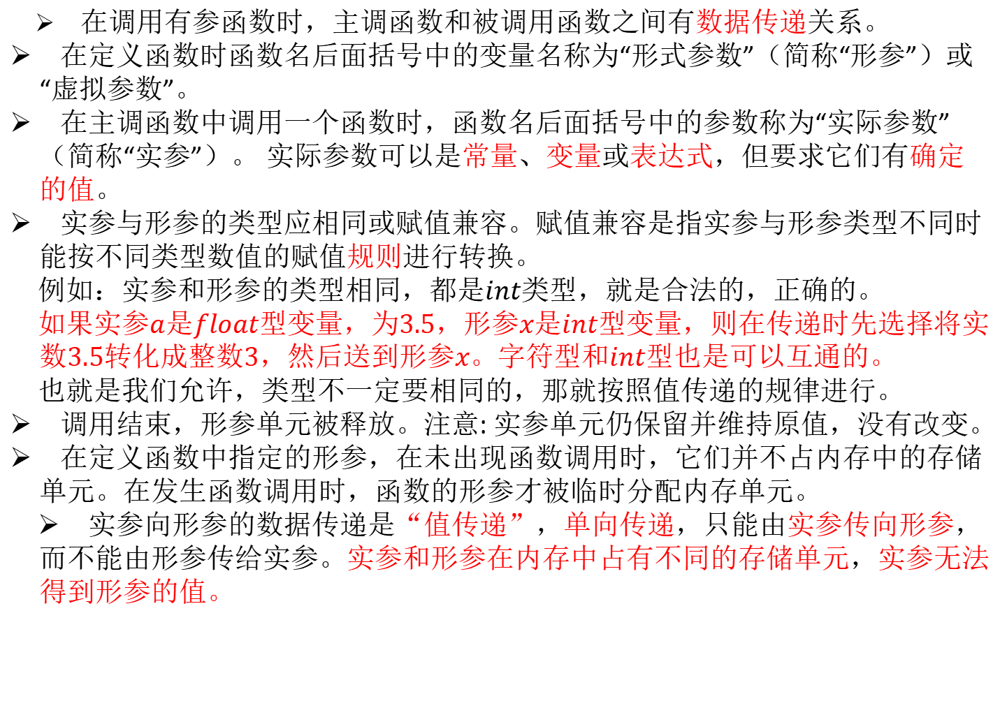 ➢ 在调用有参函数时，主调函数和被调用函数之间有数据传递关系。
➢ 在定义函数时函数名后面括号中的变量名称为“形式参数”（简称“形参”）或
“虚拟参数”。
➢ 在主调函数中调用一个函数时，函数名后面括号中的参数称为“实际参数”
（简称“实参”）。 实际参数可以是常量、变量或表达式，但要求它们有确定
的值。
➢ 实参与形参的类型应相同或赋值兼容。赋值兼容是指实参与形参类型不同时
能按不同类型数值的赋值规则进行转换。
例如：实参和形参的类型相同，都是int类型，就是合法的，正确的。
如果实参a是float型变量，为3.5，形参x是int型变量，则在传递时先选择将实
数3.5转化成整数3，然后送到形参x。字符型和int型也是可以互通的。
也就是我们允许，类型不一定要相同的，那就按照值传递的规律进行。
➢ 调用结束，形参单元被释放。注意: 实参单元仍保留并维持原值，没有改变。
➢ 在定义函数中指定的形参，在未出现函数调用时，它们并不占内存中的存储
单元。在发生函数调用时，函数的形参才被临时分配内存单元。
➢ 实参向形参的数据传递是“值传递”，单向传递，只能由实参传向形参，
而不能由形参传给实参。实参和形参在内存中占有不同的存储单元，实参无法
得到形参的值。